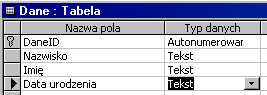 Dane : Tabela
Nazwa pola Typ danych
DaneID Autonumerowar
Nazwisko Tekst
Imię Tekst
Data urodzenia Tekst